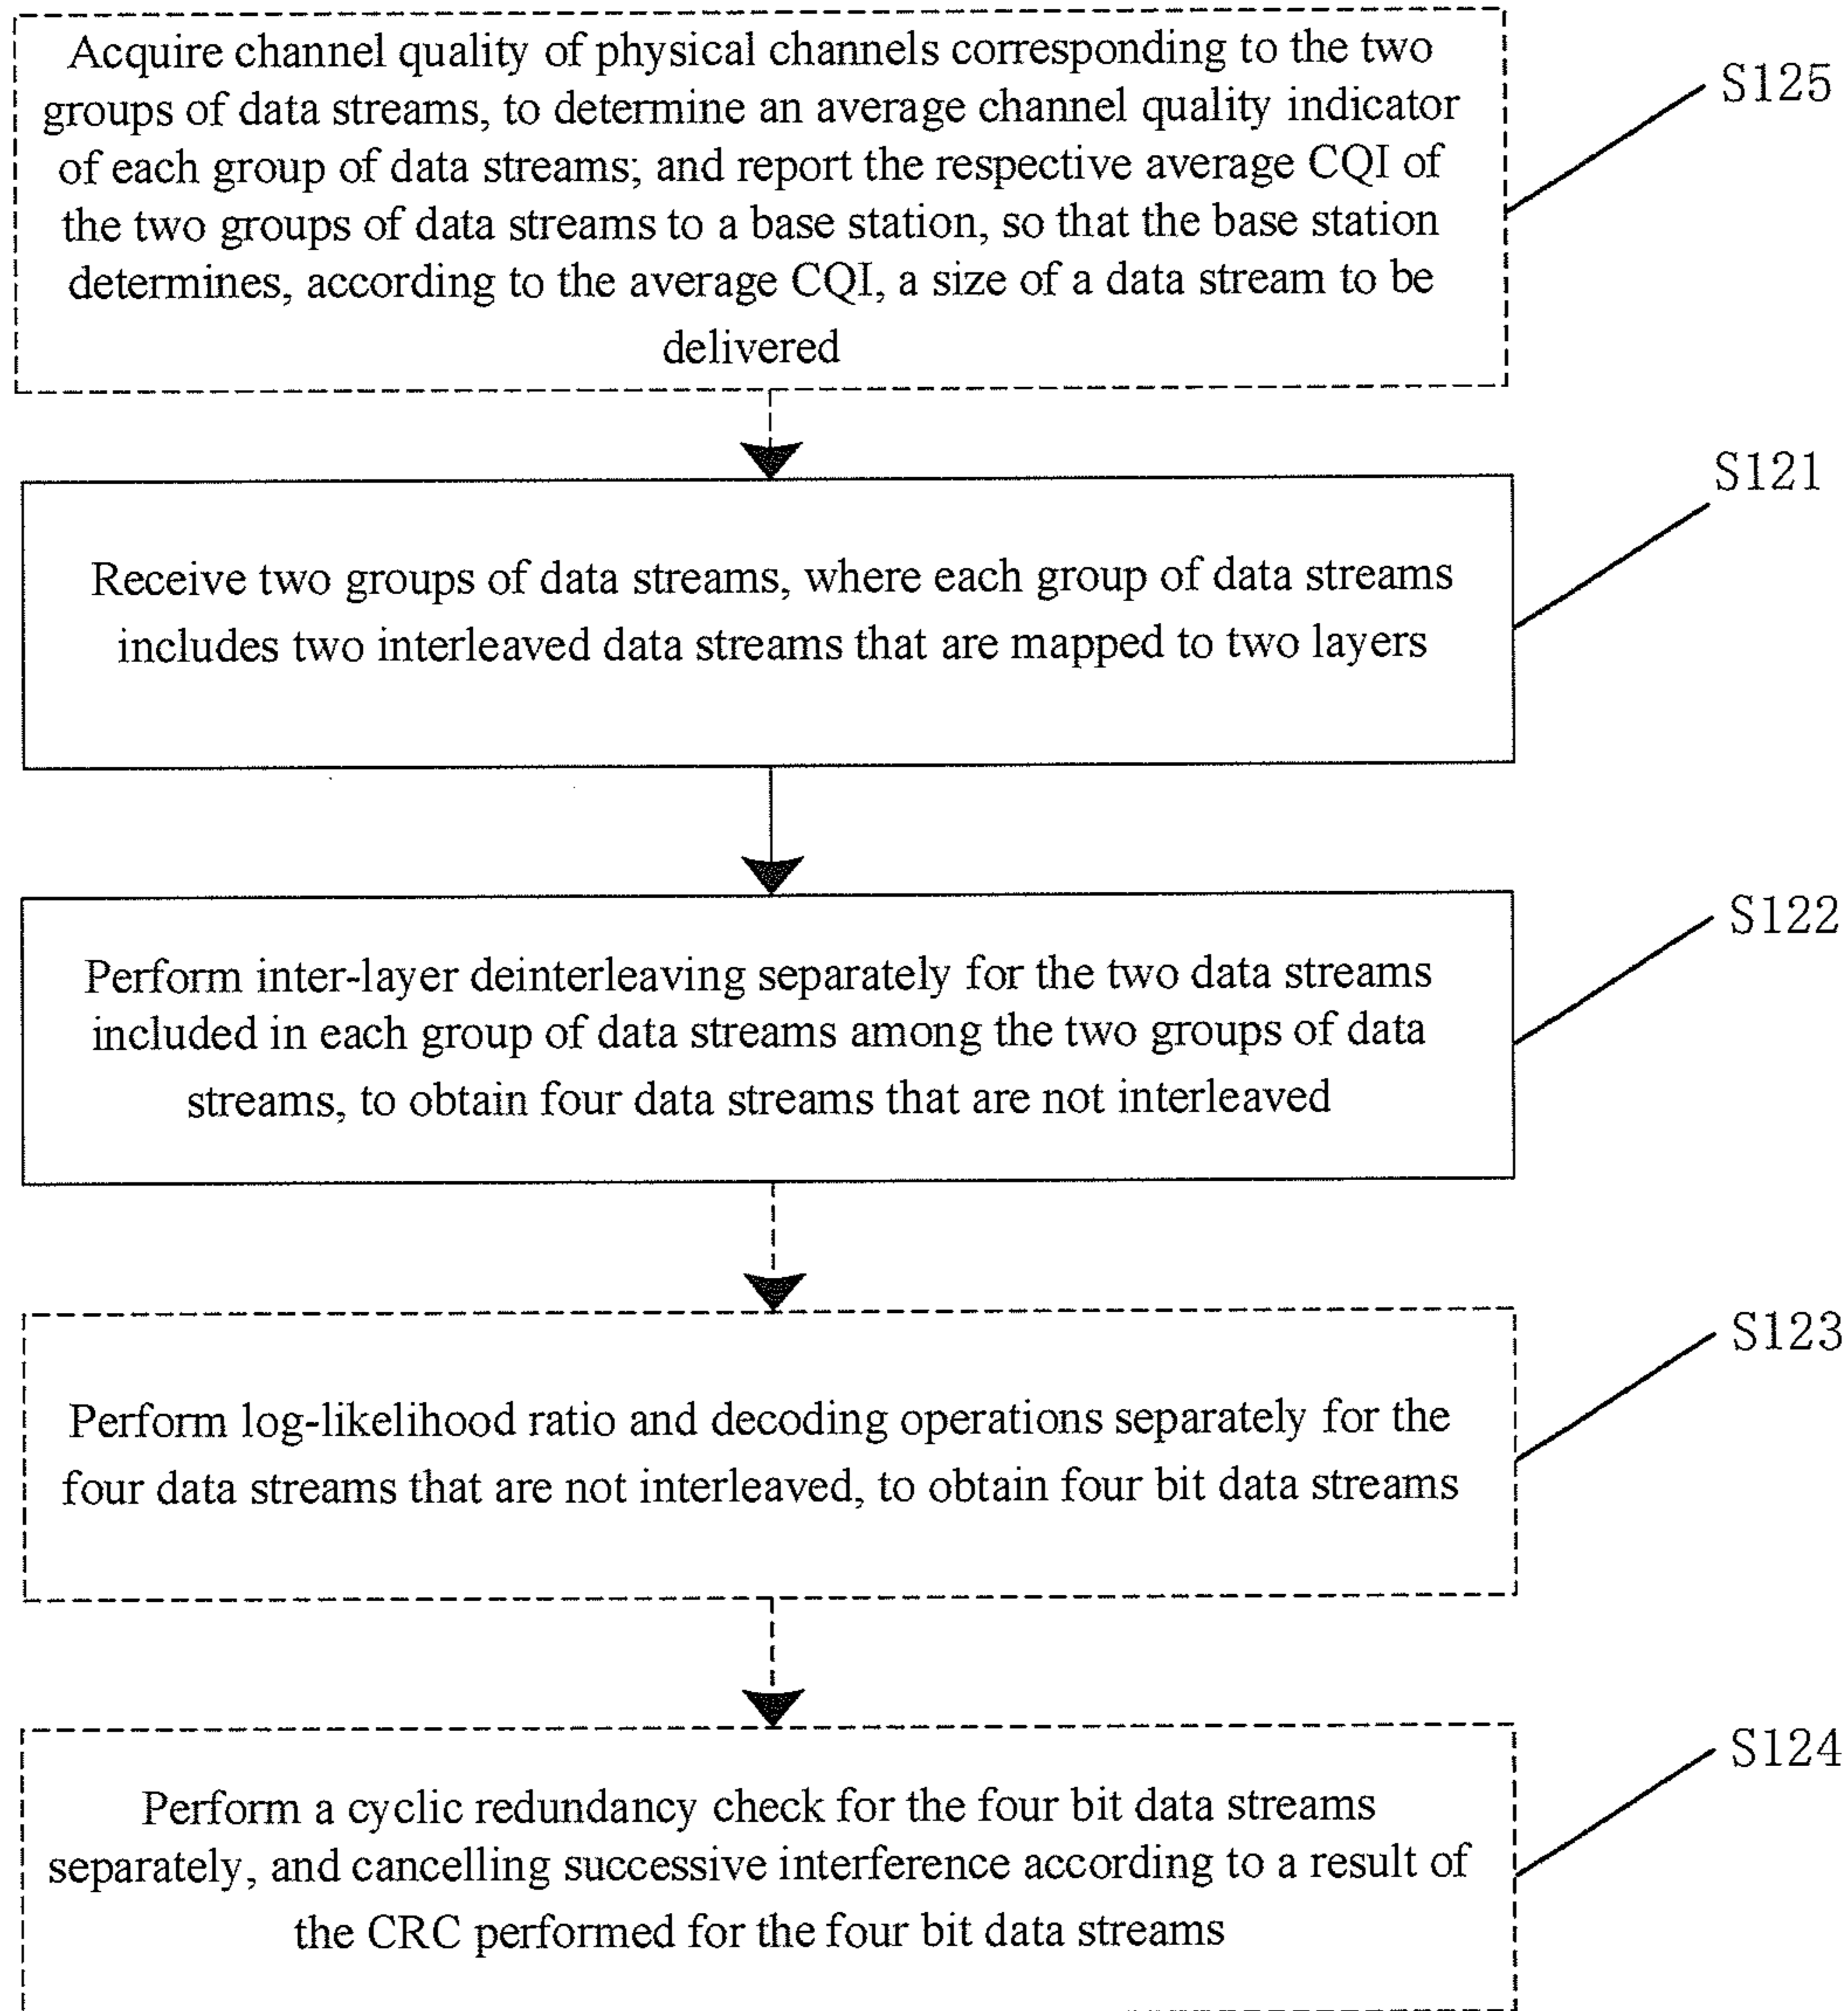 Acquire channel quality of physical channels corresponding to the two
groups of data streams, to determine an average channel quality indicator
of each group of data streams; and report the respective average CQI of
the two groups of data streams to a base station, so that the base station
determines, according to the average CQI, a size of a data stream to be
delivered
S125
Receive two groups of data streams, where each group of data streams
includes two interleaved data streams that are mapped to two layers
S121
Perform inter-layer deinterleaving separately for the two data streams
included in each group of data streams among the two groups of data
streams, to obtain four data streams that are not interleaved
S122
Perform log-likelihood ratio and decoding operations separately for the
four data streams that are not interleaved, to obtain four bit data streams
S123
Perform a cyclic redundancy check for the four bit data streams
separately, and cancelling successive interference according to a result of
the CRC performed for the four bit data streams
S124